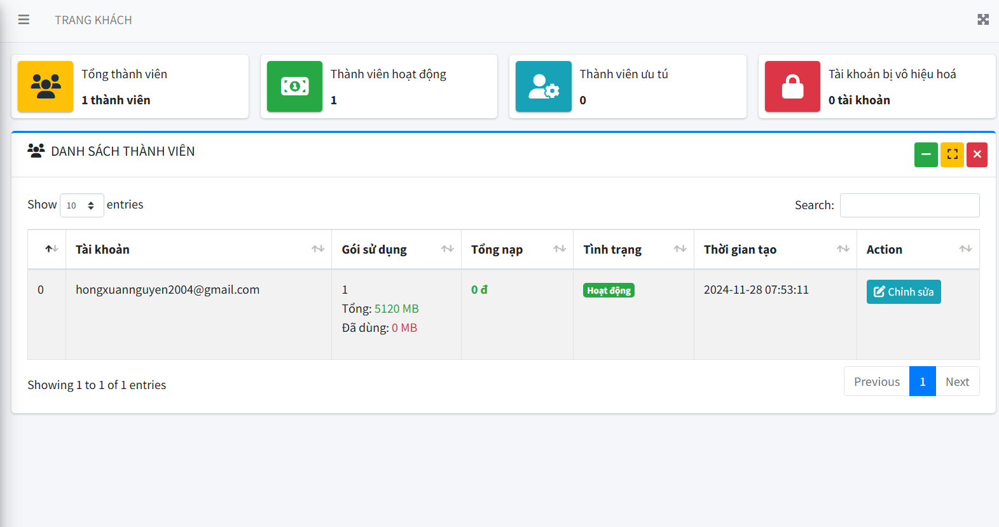 TRANG KHÁCH
Tổng thành viên
1 thành viên
Thành viên hoạt động
1
Thành viên ưu tú
0
Tài khoản bị vô hiệu hoá
0 tài khoản
DANH SÁCH THÀNH VIÊN
Show 10 entries
Search:
Tài khoản Gói sử dụng Tổng nạp Tình trạng Thời gian tạo Action
0 hongxuannguyen2004@gmail.com 1 0 đ Hoạt động 2024-11-28 07:53:11 Chỉnh sửa
Tổng: 5120 MB
Đã dùng: 0 MB
Showing 1 to 1 of 1 entries
Previous 1 Next